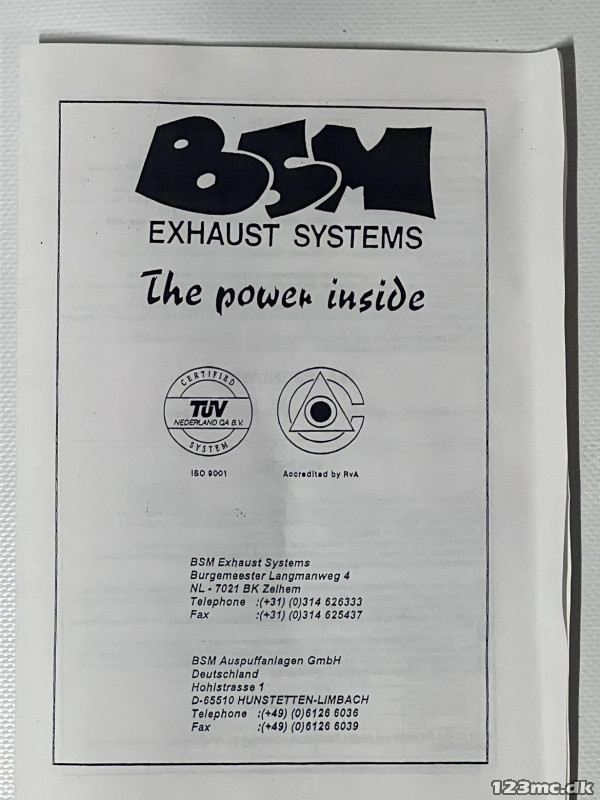 BSM
EXHAUST SYSTEMS
The power inside
CERTIFIED
TÜV
NEDERLAND QA B.V.
SYSTEM
ISO 9001
Accredited by RvA
BSM Exhaust Systems
Burgemeester Langmanweg 4
NL - 7021 BK Zelhem
Telephone :(+31) (0)314 626333
Fax :(+31) (0)314 625437
BSM Auspuffanlagen GmbH
Deutschland
Hohlstrasse 1
D-65510 HUNSTETTEN-LIMBACH
Telephone :(+49) (0)6126 6036
Fax :(+49) (0)6126 6039
123mc.dk